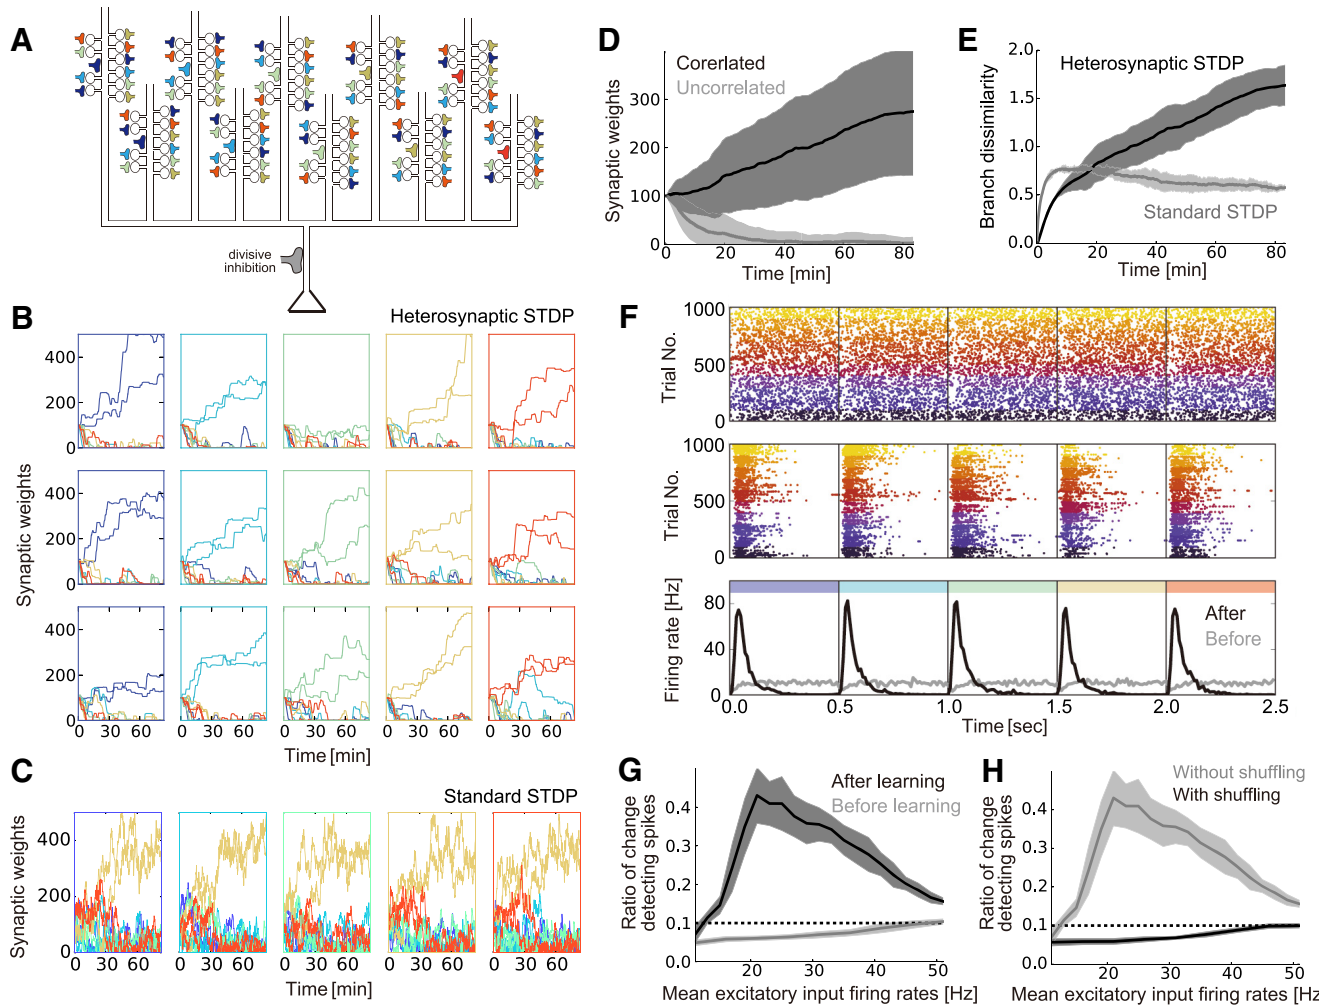 A
divisive
inhibition
B
Heterosynaptic STDP
Synaptic weights
400
200
0
400
200
0
400
200
0
0 30 60
0 30 60
0 30 60
0 30 60
0 30 60
Time [min]
C
Standard STDP
Synaptic weights
400
200
0
0 30 60
0 30 60
0 30 60
0 30 60
0 30 60
Time [min]
D
Corerlated
Uncorrelated
Synaptic weights
300
200
100
0
0 20 40 60 80
Time [min]
E
Heterosynaptic STDP
Standard STDP
Branch dissimilarity
2.0
1.5
1.0
0.5
0.0
0 20 40 60 80
Time [min]
F
Trial No.
1000
500
0
Trial No.
1000
500
0
Firing rate [Hz]
80
40
0
After
Before
0.0 0.5 1.0 1.5 2.0 2.5
Time [sec]
G
After learning
Before learning
Ratio of change
detecting spikes
0.4
0.3
0.2
0.1
0.0
20 30 40 50
Mean excitatory input firing rates [Hz]
H
Without shuffling
With shuffling
Ratio of change
detecting spikes
0.4
0.3
0.2
0.1
0.0
20 30 40 50
Mean excitatory input firing rates [Hz]